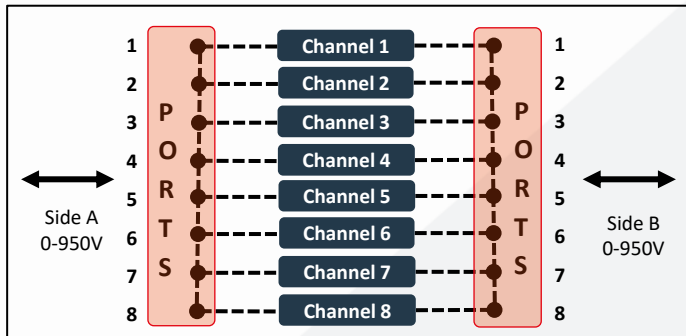 1 Channel 1 1
2 Channel 2 2
3 Channel 3 3
4 Channel 4 4
5 Channel 5 5
6 Channel 6 6
7 Channel 7 7
8 Channel 8 8
PORTS
PORTS
Side A
0-950V
Side B
0-950V